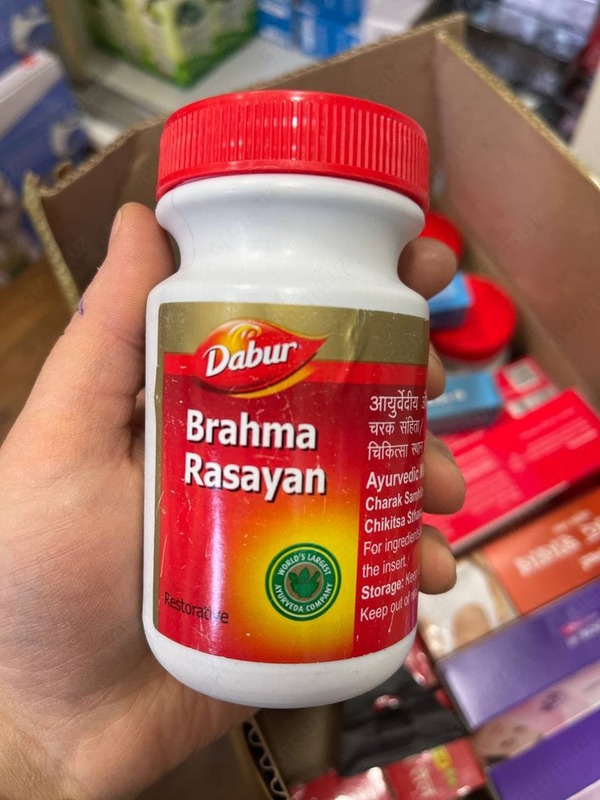 Dabur
Brahma
Rasayan
WORLD'S LARGEST
AYURVEDA COMPANY
Restorative
आयुर्वेदीय
चरक संहिता/
चिकित्सा स्थान
Ayurvedic
Charak
Chikitsa
For ingredients
the insert.
Storage:
Keep out of